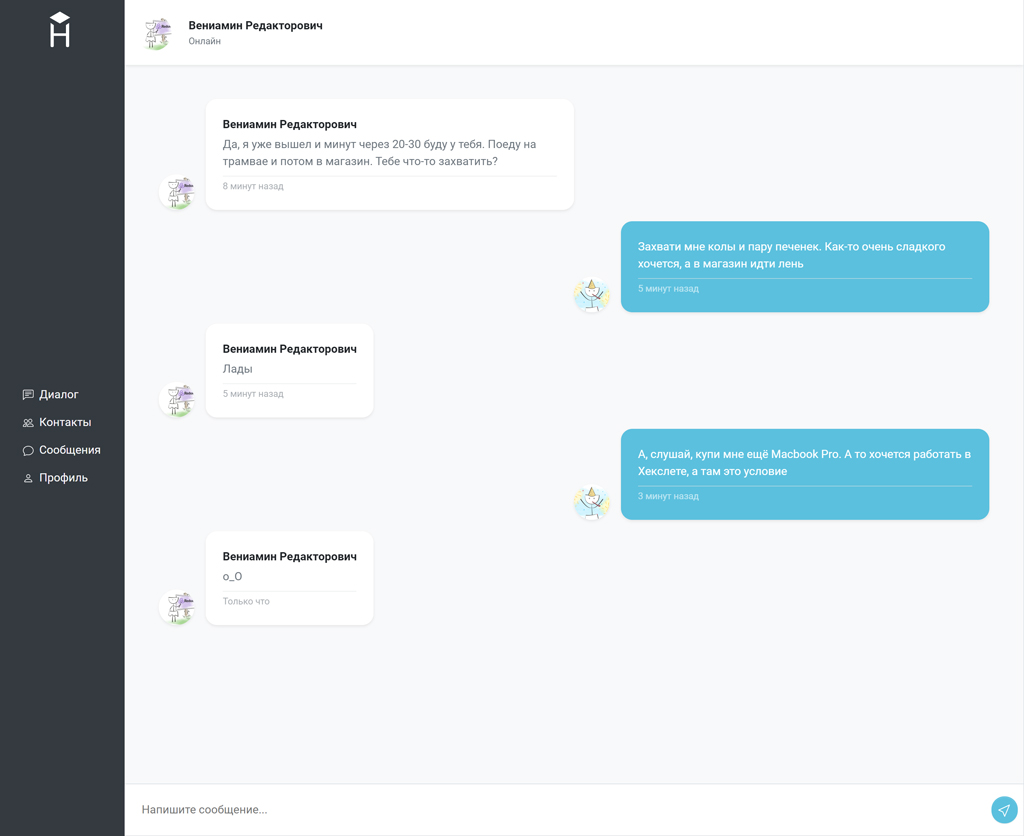 Вениамин Редакторович
Онлайн
Вениамин Редакторович
Да, я уже вышел и минут через 20-30 буду у тебя. Поеду на
трамвае и потом в магазин. Тебе что-то захватить?
8 минут назад
Захвати мне колы и пару печенек. Как-то очень сладкого
хочется, а в магазин идти лень
5 минут назад
Вениамин Редакторович
Лады
5 минут назад
Диалог
Контакты
Сообщения
Профиль
А, слушай, купи мне ещё Macbook Pro. А то хочется работать в
Хекслете, а там это условие
3 минут назад
Вениамин Редакторович
о_О
Только что
Напишите сообщение...